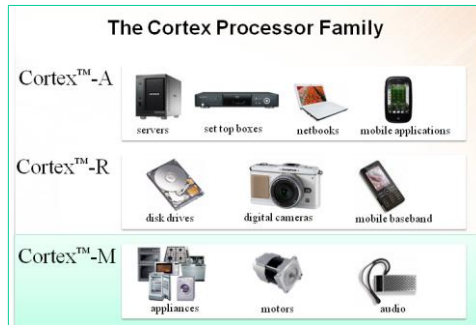 The Cortex Processor Family
Cortex™-A
servers set top boxes netbooks mobile applications
Cortex™-R
disk drives digital cameras mobile baseband
Cortex™-M
appliances motors audio